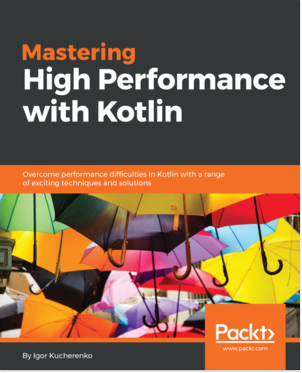 Mastering
High Performance
with Kotlin
Overcome performance difficulties in Kotlin with a range
of exciting techniques and solutions
Packt>
www.packt.com
By Igor Kucherenko